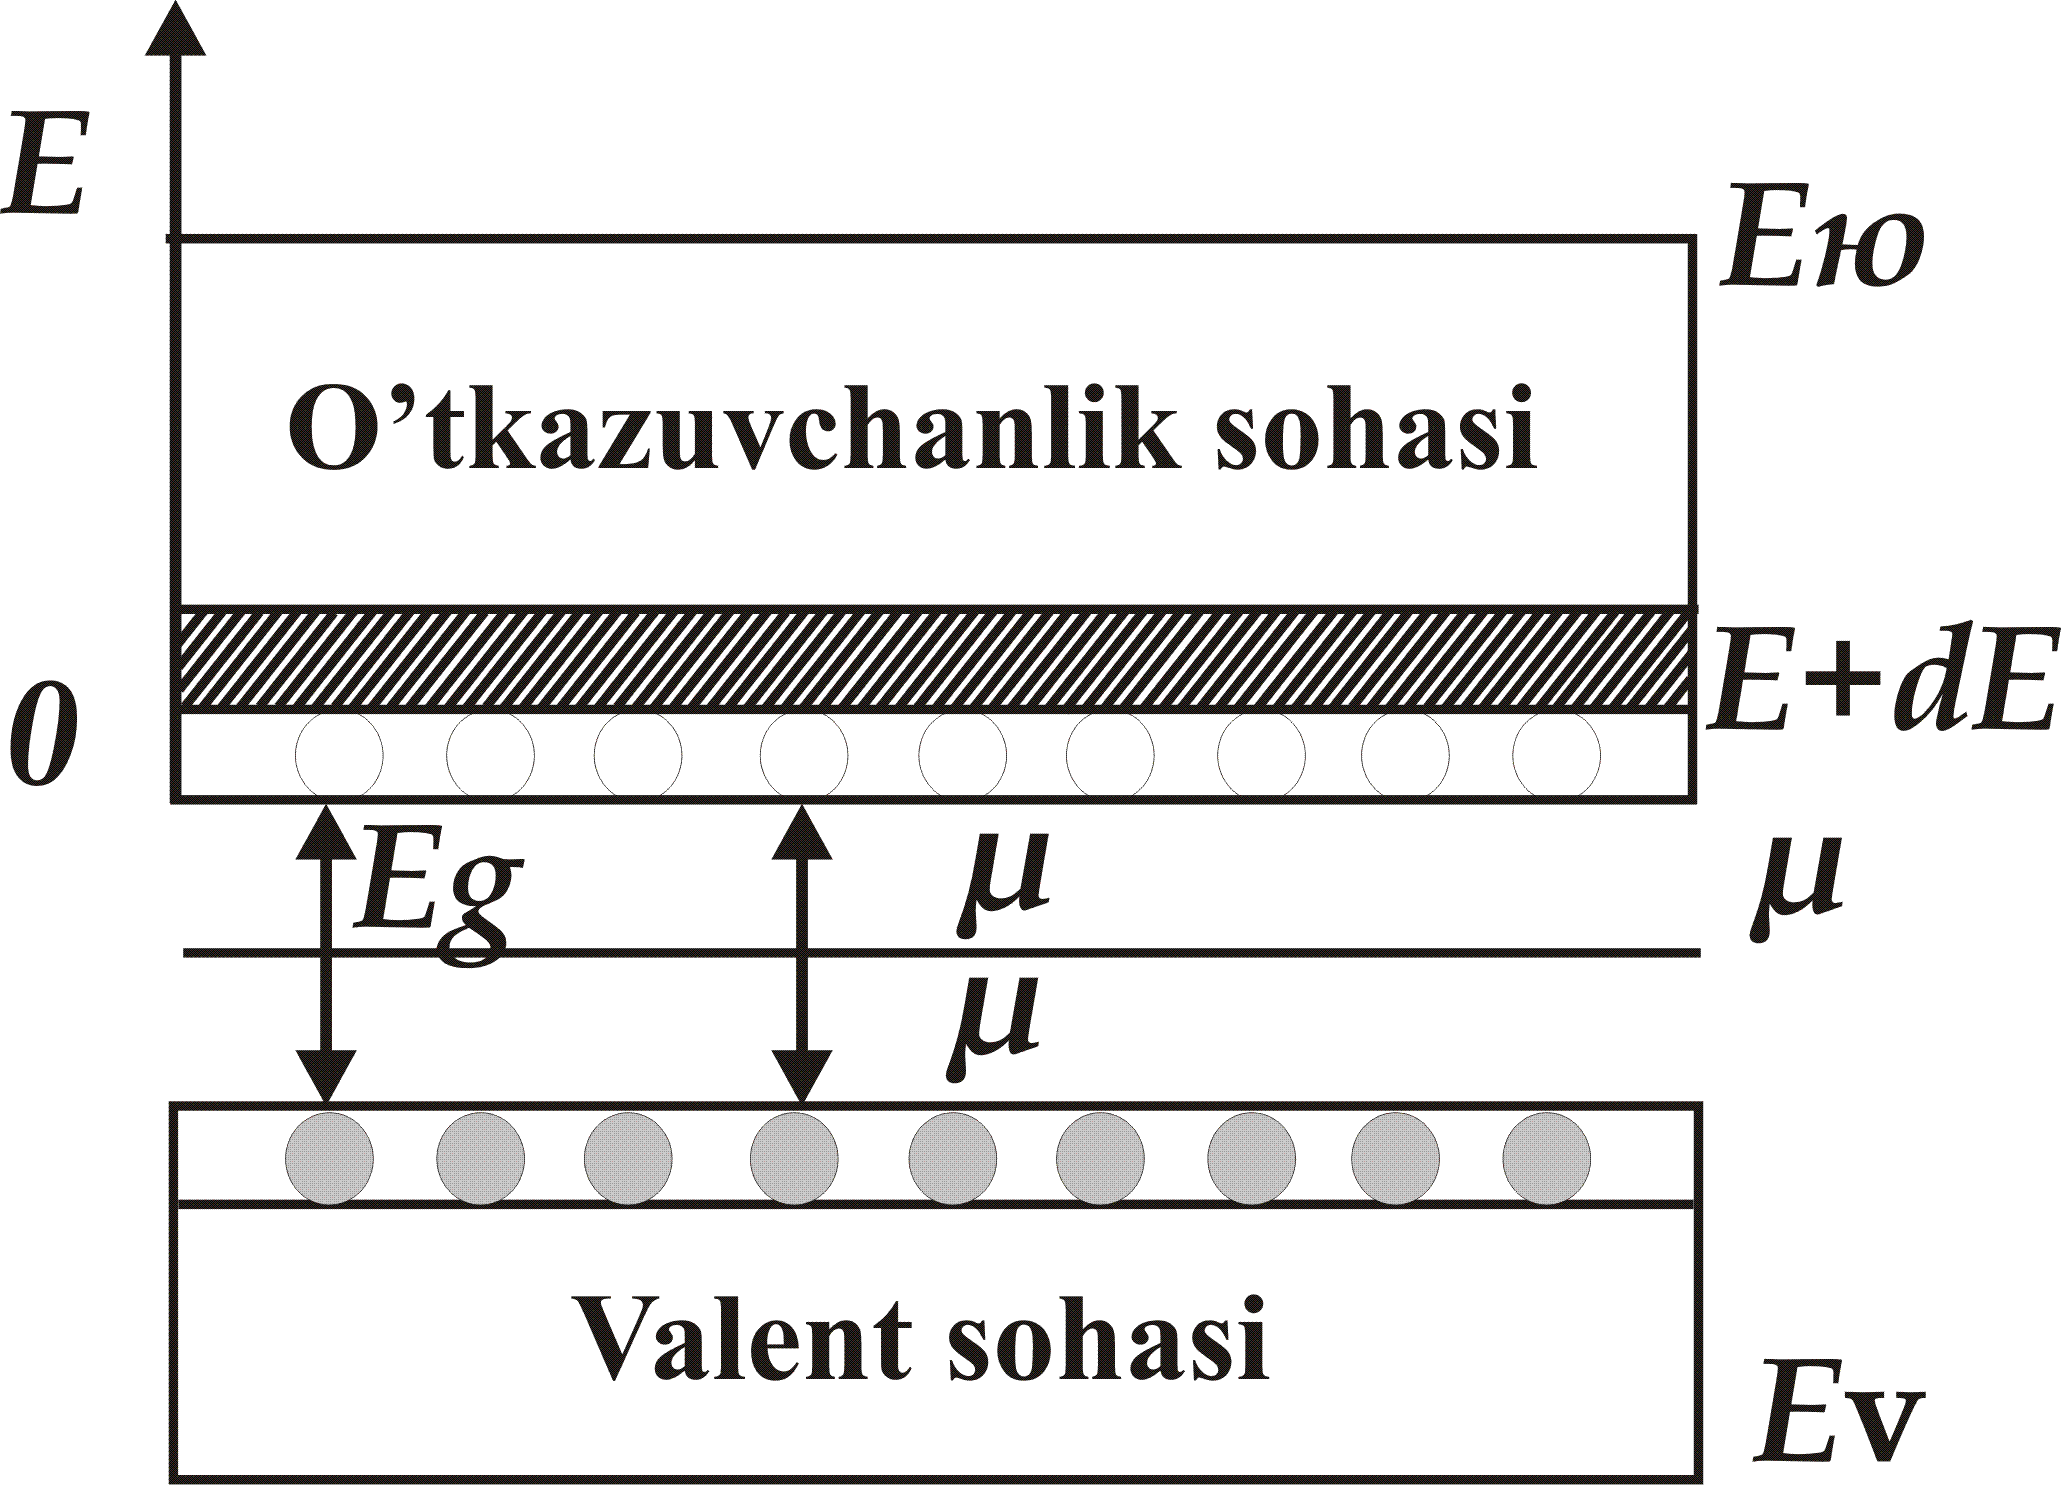 E
Eю
O’tkazuvchanlik sohasi
0
E+dE
Eg
μ
μ
μ
Valent sohasi
Ev